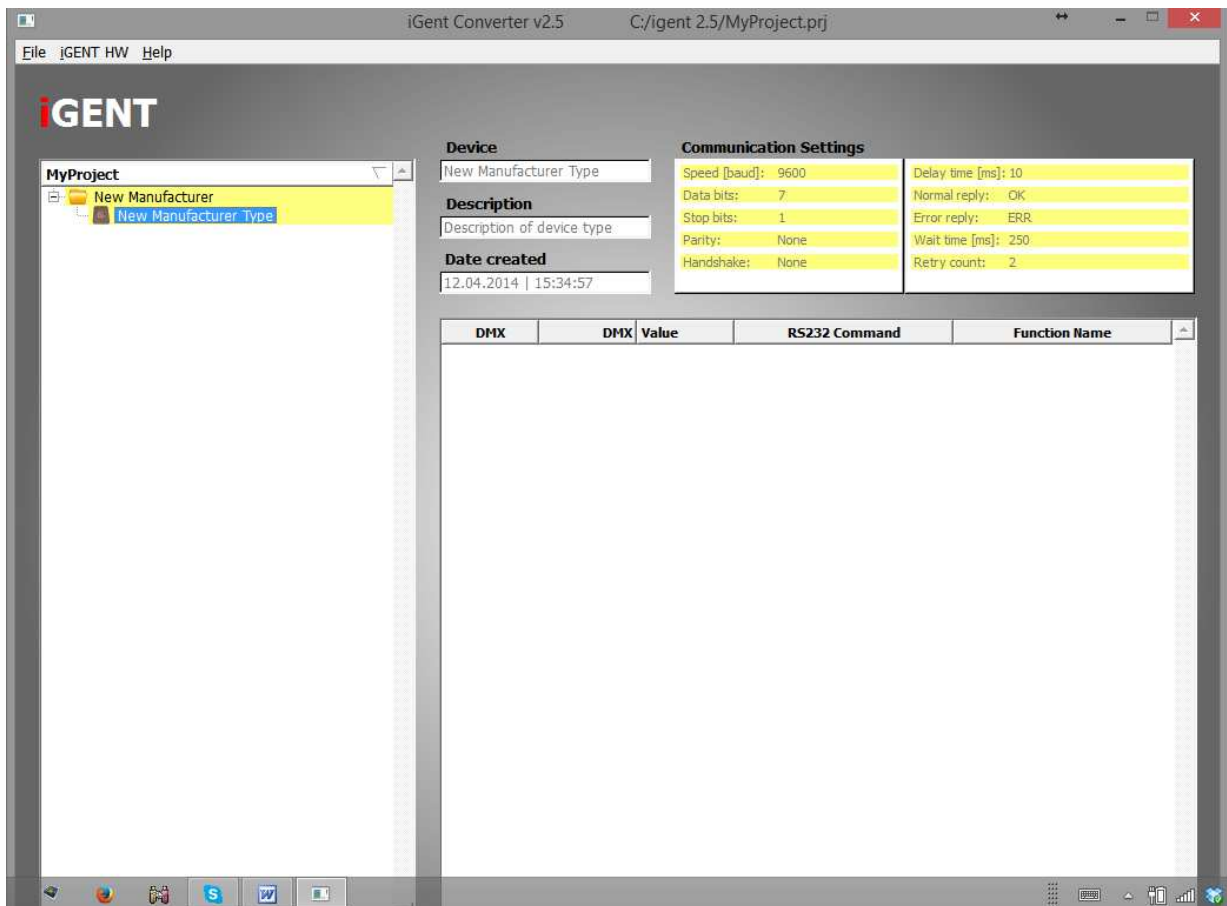 iGent Converter v2.5 C:/igent 2.5/MyProject.prj
File iGENT HW Help
iGENT
MyProject
New Manufacturer
New Manufacturer Type
Device
New Manufacturer Type
Description
Description of device type
Date created
12.04.2014 | 15:34:57
Communication Settings
Speed [baud]: 9600
Data bits: 7
Stop bits: 1
Parity: None
Handshake: None
Delay time [ms]: 10
Normal reply: OK
Error reply: ERR
Wait time [ms]: 250
Retry count: 2
DMX DMX Value RS232 Command Function Name